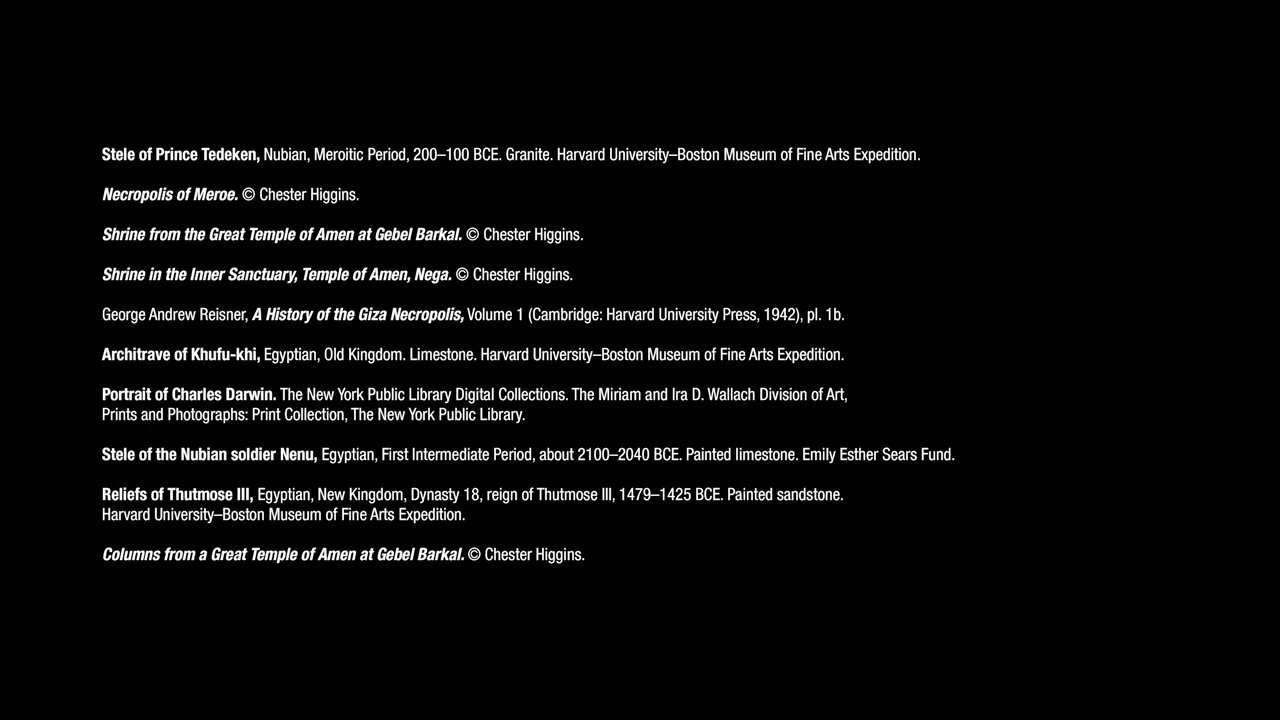 Stele of Prince Tedeken, Nubian, Meroitic Period, 200–100 BCE. Granite. Harvard University–Boston Museum of Fine Arts Expedition.
Necropolis of Meroe. © Chester Higgins.
Shrine from the Great Temple of Amen at Gebel Barkal. © Chester Higgins.
Shrine in the Inner Sanctuary, Temple of Amen, Nega. © Chester Higgins.
George Andrew Reisner, A History of the Giza Necropolis, Volume 1 (Cambridge: Harvard University Press, 1942), pl. 1b.
Architrave of Khufu-khi, Egyptian, Old Kingdom. Limestone. Harvard University–Boston Museum of Fine Arts Expedition.
Portrait of Charles Darwin. The New York Public Library Digital Collections. The Miriam and Ira D. Wallach Division of Art,
Prints and Photographs: Print Collection, The New York Public Library.
Stele of the Nubian soldier Nenu, Egyptian, First Intermediate Period, about 2100–2040 BCE. Painted limestone. Emily Esther Sears Fund.
Reliefs of Thutmose III, Egyptian, New Kingdom, Dynasty 18, reign of Thutmose III, 1479–1425 BCE. Painted sandstone.
Harvard University–Boston Museum of Fine Arts Expedition.
Columns from a Great Temple of Amen at Gebel Barkal. © Chester Higgins.